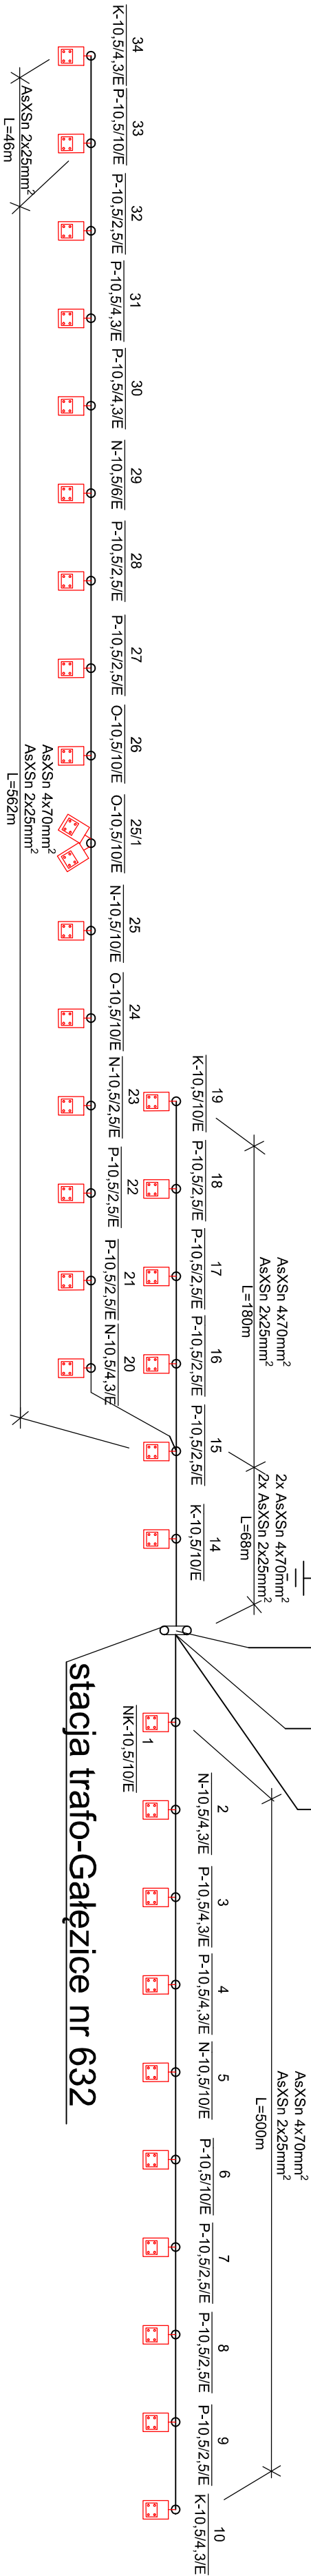 34
K-10,5/4,3/E
33
P-10,5/10/E
32
P-10,5/2,5/E
31
P-10,5/4,3/E
30
P-10,5/4,3/E
29
N-10,5/6/E
28
P-10,5/2,5/E
27
P-10,5/2,5/E
26
O-10,5/10/E
25/1
O-10,5/10/E
25
N-10,5/10/E
24
O-10,5/10/E
23
N-10,5/2,5/E
22
P-10,5/2,5/E
21
P-10,5/2,5/E
20
N-10,5/4,3/E
AsXSn 2x25mm²
L=46m
AsXSn 4x70mm²
AsXSn 2x25mm²
L=562m
19
K-10,5/10/E
18
P-10,5/2,5/E
17
P-10,5/2,5/E
16
P-10,5/2,5/E
15
P-10,5/2,5/E
14
K-10,5/10/E
AsXSn 4x70mm²
AsXSn 2x25mm²
L=180m
2x AsXSn 4x70mm²
2x AsXSn 2x25mm²
L=68m
stacja trafo-Gałęzice nr 632
1
NK-10,5/10/E
2
N-10,5/4,3/E
3
P-10,5/4,3/E
4
P-10,5/4,3/E
5
N-10,5/10/E
6
P-10,5/10/E
7
P-10,5/2,5/E
8
P-10,5/2,5/E
9
P-10,5/2,5/E
10
K-10,5/4,3/E
AsXSn 4x70mm²
AsXSn 2x25mm²
L=500m